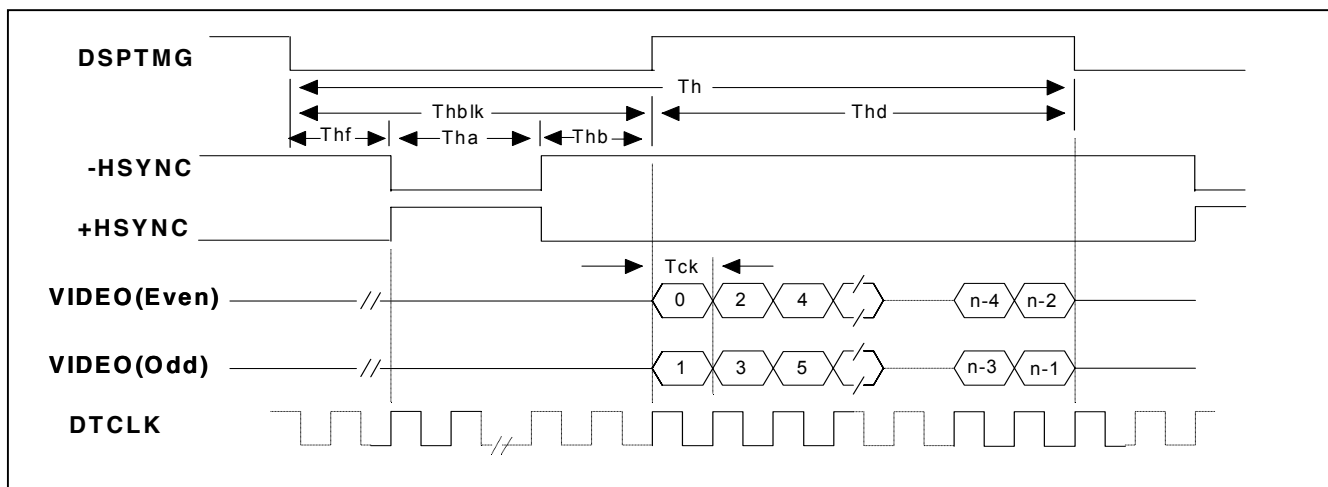 DSPTMG
Th
Thblk Thd
Thf Tha Thb
-HSYNC
+HSYNC
Tck
VIDEO(Even) 0 2 4 n-4 n-2
VIDEO(Odd) 1 3 5 n-3 n-1
DTCLK